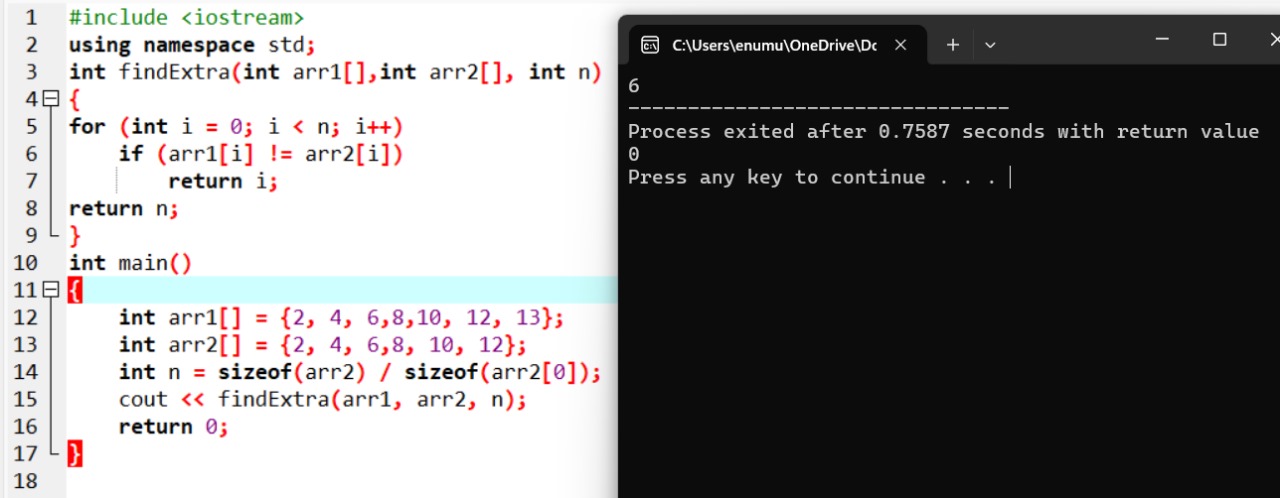 1 #include <iostream>
2 using namespace std;
3 int findExtra(int arr1[],int arr2[], int n)
4 {
5 for (int i = 0; i < n; i++)
6 if (arr1[i] != arr2[i])
7 return i;
8 return n;
9 }
10 int main()
11 {
12 int arr1[] = {2, 4, 6,8,10, 12, 13};
13 int arr2[] = {2, 4, 6,8, 10, 12};
14 int n = sizeof(arr2) / sizeof(arr2[0]);
15 cout << findExtra(arr1, arr2, n);
16 return 0;
17 }
18
C:\Users\enumu\OneDrive\Dc
6
--------------------------------
Process exited after 0.7587 seconds with return value
0
Press any key to continue . . .